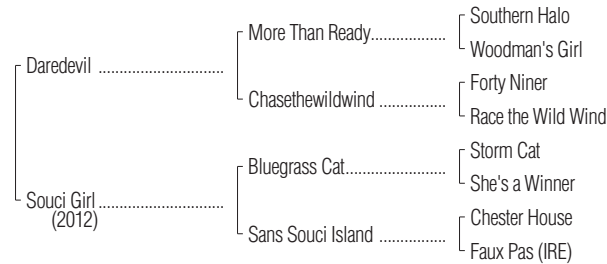 Southern Halo
More Than Ready..................
Woodman's Girl
Daredevil ..............................
Forty Niner
Chasethewildwind ................
Race the Wild Wind
Storm Cat
Bluegrass Cat........................
She's a Winner
Souci Girl ..............................
(2012)
Chester House
Sans Souci Island ................
Faux Pas (IRE)